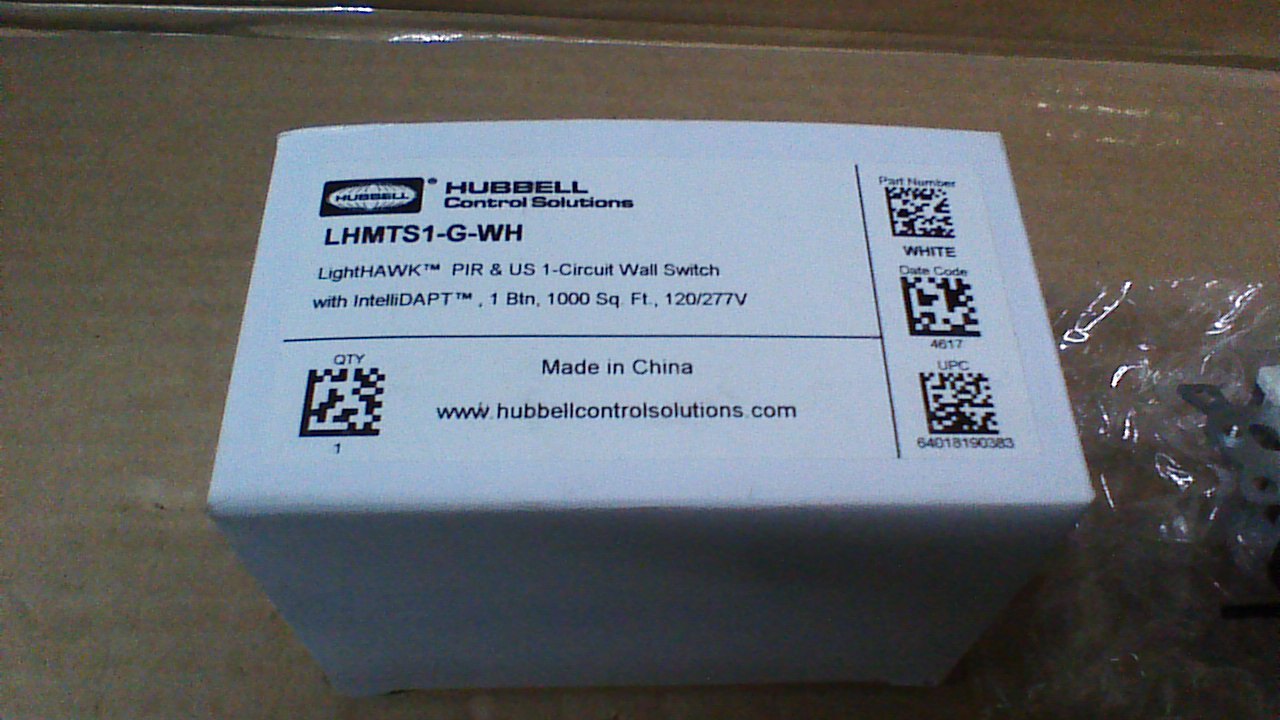 HUBBELL® HUBBELL
Control Solutions
LHMTS1-G-WH
LightHAWK™ PIR & US 1-Circuit Wall Switch
with IntelliDAPT™ , 1 Btn, 1000 Sq. Ft., 120/277V
QTY
1
Made in China
www.hubbellcontrolsolutions.com
Part Number
WHITE
Date Code
4617
UPC
64018190383